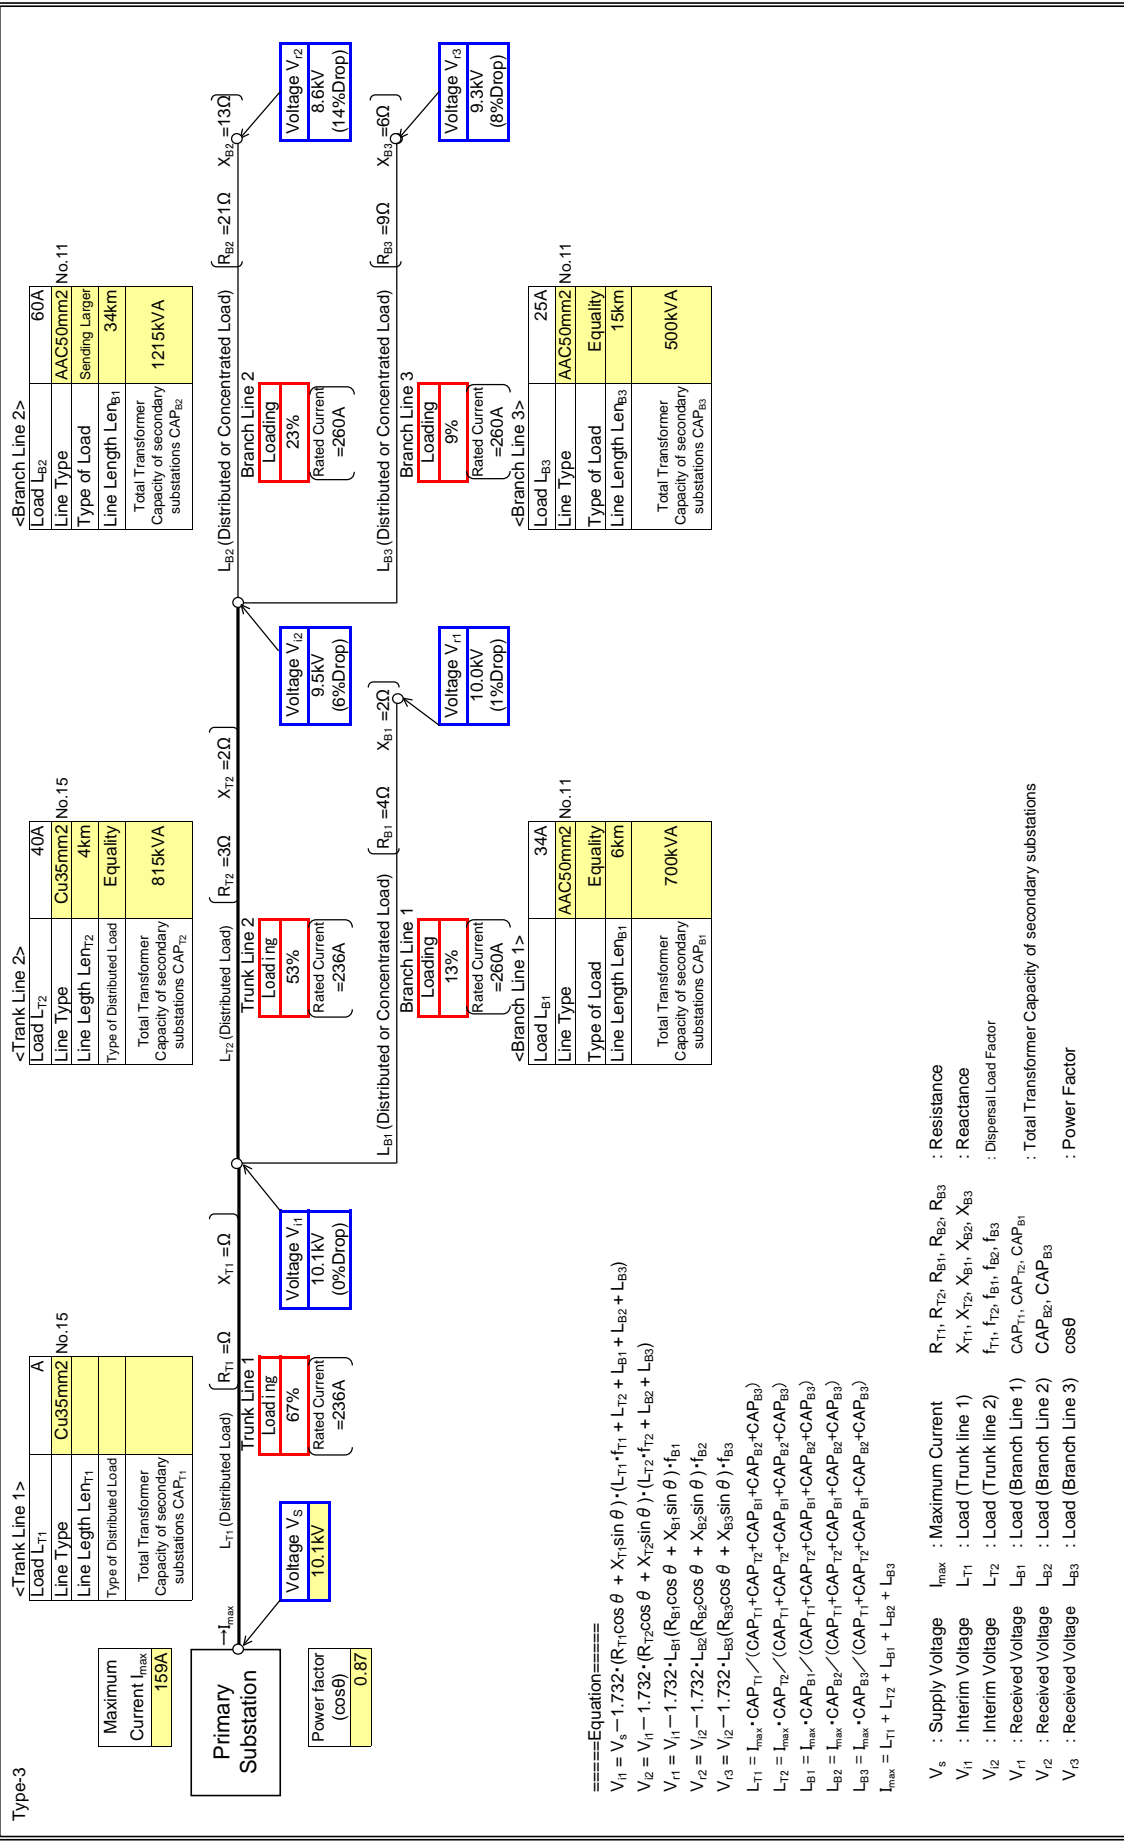 Type-3
Maximum
Current Imax
159A
Power factor
(cosθ)
0.87
Primary
Substation
→Imax
Voltage VS
10.1kV
<Trank Line 1>
Load LT1 A
Line Type Cu35mm2 No.15
Line Legth LenT1
Type of Distributed Load
Total Transformer
Capacity of secondary
substations CAPT1
LT1 (Distributed Load)
RT1 =Ω XT1 =Ω
Trunk Line 1
Loading
67%
Rated Current
=236A
Voltage Vi1
10.1kV
(0%Drop)
<Trank Line 2>
Load LT2 40A
Line Type Cu35mm2 No.15
Line Legth LenT2 4km
Type of Distributed Load Equality
Total Transformer
Capacity of secondary
substations CAPT2
815kVA
LT2 (Distributed Load)
RT2 =3Ω XT2 =2Ω
Trunk Line 2
Loading
53%
Rated Current
=236A
Voltage Vi2
9.5kV
(6%Drop)
LB1 (Distributed or Concentrated Load)
RB1 =4Ω XB1 =2Ω
Branch Line 1
Loading
13%
Rated Current
=260A
Voltage Vr1
10.0kV
(1%Drop)
<Branch Line 1>
Load LB1 34A
Line Type AAC50mm2 No.11
Type of Load Equality
Line Length LenB1 6km
Total Transformer
Capacity of secondary
substations CAPB1
700kVA
<Branch Line 2>
Load LB2 60A
Line Type AAC50mm2 No.11
Type of Load Sending Larger
Line Length LenB1 34km
Total Transformer
Capacity of secondary
substations CAPB2
1215kVA
LB2 (Distributed or Concentrated Load)
RB2 =21Ω XB2 =13Ω
Branch Line 2
Loading
23%
Rated Current
=260A
Voltage Vr2
8.6kV
(14%Drop)
LB3 (Distributed or Concentrated Load)
RB3 =9Ω XB3 =6Ω
Branch Line 3
Loading
9%
Rated Current
=260A
Voltage Vr3
9.3kV
(8%Drop)
<Branch Line 3>
Load LB3 25A
Line Type AAC50mm2 No.11
Type of Load Equality
Line Length LenB3 15km
Total Transformer
Capacity of secondary
substations CAPB3
500kVA
=====Equation=====
Vi1 = Vs－1.732・(RT1cos θ + XT1sin θ)・(LT1・fT1 + LT2 + LB1 + LB2 + LB3)
Vi2 = Vi1－1.732・(RT2cos θ + XT2sin θ)・(LT2・fT2 + LB2 + LB3)
Vr1 = Vi1－1.732・LB1(RB1cos θ + XB1sin θ)・fB1
Vr2 = Vi2－1.732・LB2(RB2cos θ + XB2sin θ)・fB2
Vr3 = Vi2－1.732・LB3(RB3cos θ + XB3sin θ)・fB3
LT1 = Imax・CAPT1／(CAPT1+CAPT2+CAPB1+CAPB2+CAPB3)
LT2 = Imax・CAPT2／(CAPT1+CAPT2+CAPB1+CAPB2+CAPB3)
LB1 = Imax・CAPB1／(CAPT1+CAPT2+CAPB1+CAPB2+CAPB3)
LB2 = Imax・CAPB2／(CAPT1+CAPT2+CAPB1+CAPB2+CAPB3)
LB3 = Imax・CAPB3／(CAPT1+CAPT2+CAPB1+CAPB2+CAPB3)
Imax = LT1 + LT2 + LB1 + LB2 + LB3
Vs : Supply Voltage Imax : Maximum Current RT1, RT2, RB1, RB2, RB3 : Resistance
Vi1 : Interim Voltage LT1 : Load (Trunk line 1) XT1, XT2, XB1, XB2, XB3 : Reactance
Vi2 : Interim Voltage LT2 : Load (Trunk line 2) fT1, fT2, fB1, fB2, fB3 : Dispersal Load Factor
Vr1 : Received Voltage LB1 : Load (Branch Line 1) CAPT1, CAPT2, CAPB1 : Total Transformer Capacity of secondary substations
Vr2 : Received Voltage LB2 : Load (Branch Line 2) CAPB2, CAPB3
Vr3 : Received Voltage LB3 : Load (Branch Line 3) cosθ : Power Factor